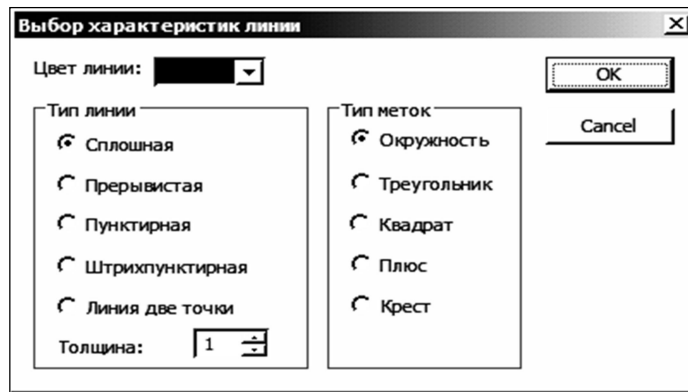 Выбор характеристик линии
Цвет линии:
OK
Cancel
Тип линии
Сплошная
Прерывистая
Пунктирная
Штрихпунктирная
Линия две точки
Толщина: 1
Тип меток
Окружность
Треугольник
Квадрат
Плюс
Крест